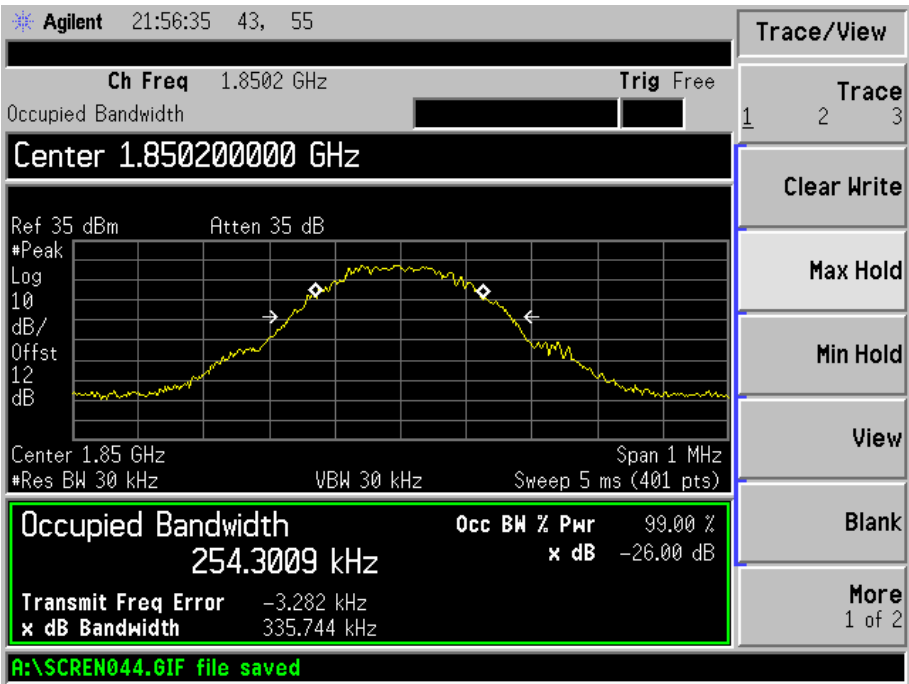 Agilent 21:56:35 43, 55
Trace/View
Ch Freq 1.8502 GHz Trig Free
Occupied Bandwidth
Trace
1 2 3
Center 1.850200000 GHz
Clear Write
Ref 35 dBm Atten 35 dB
#Peak
Log
10
dB/
Offst
12
dB
Max Hold
Min Hold
View
Center 1.85 GHz Span 1 MHz
#Res BW 30 kHz VBW 30 kHz Sweep 5 ms (401 pts)
Occupied Bandwidth
254.3009 kHz
Occ BW % Pwr 99.00 %
x dB -26.00 dB
Blank
Transmit Freq Error -3.282 kHz
x dB Bandwidth 335.744 kHz
More
1 of 2
A:\SCREN044.GIF file saved